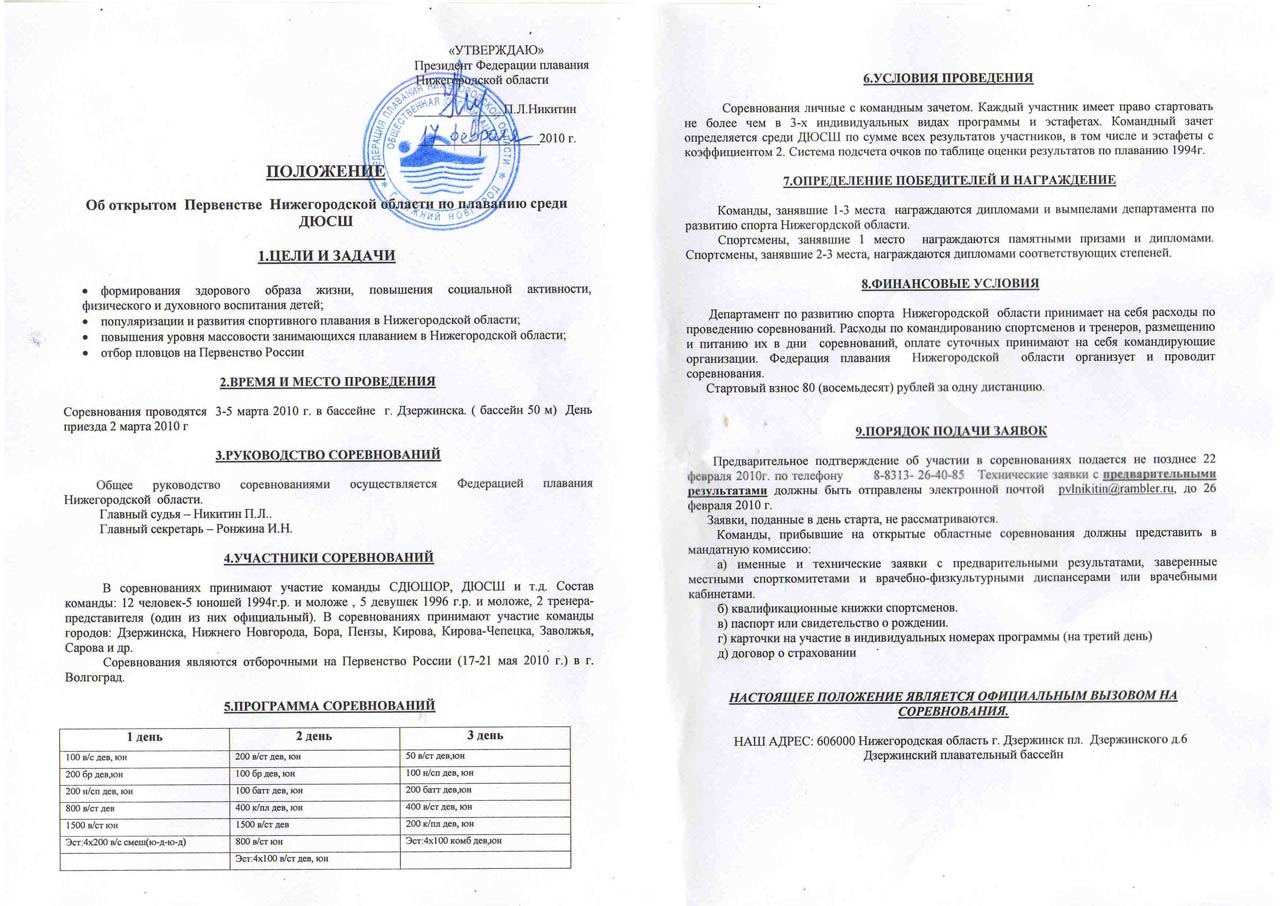 «УТВЕРЖДАЮ»
Президент Федерации плавания
Нижегородской области
П.Л.Никитин
17 февраля 2010 г.
ФЕДЕРАЦИЯ ПЛАВАНИЯ НИЖЕГОРОДСКОЙ ОБЛАСТИ
ОБЩЕСТВЕННАЯ ОРГАНИЗАЦИЯ
Г. НИЖНИЙ НОВГОРОД
ПОЛОЖЕНИЕ
Об открытом Первенстве Нижегородской области по плаванию среди
ДЮСШ
1.ЦЕЛИ И ЗАДАЧИ
• формирования здорового образа жизни, повышения социальной активности,
физического и духовного воспитания детей;
• популяризации и развития спортивного плавания в Нижегородской области;
• повышения уровня массовости занимающихся плаванием в Нижегородской области;
• отбор пловцов на Первенство России
2.ВРЕМЯ И МЕСТО ПРОВЕДЕНИЯ
Соревнования проводятся 3-5 марта 2010 г. в бассейне г. Дзержинска. ( бассейн 50 м) День
приезда 2 марта 2010 г
3.РУКОВОДСТВО СОРЕВНОВАНИЙ
Общее руководство соревнованиями осуществляется Федерацией плавания
Нижегородской области.
Главный судья – Никитин П.Л..
Главный секретарь – Ронжина И.Н.
4.УЧАСТНИКИ СОРЕВНОВАНИЙ
В соревнованиях принимают участие команды СДЮШОР, ДЮСШ и т.д. Состав
команды: 12 человек-5 юношей 1994г.р. и моложе , 5 девушек 1996 г.р. и моложе, 2 тренера-
представителя (один из них официальный). В соревнованиях принимают участие команды
городов: Дзержинска, Нижнего Новгорода, Бора, Пензы, Кирова, Кирова-Чепецка, Заволжья,
Сарова и др.
Соревнования являются отборочными на Первенство России (17-21 мая 2010 г.) в г.
Волгоград.
5.ПРОГРАММА СОРЕВНОВАНИЙ
1 день 2 день 3 день
100 в/с дев, юн 200 в/ст дев, юн 50 в/ст дев, юн
200 бр дев,юн 100 бр дев, юн 100 н/сп дев, юн
200 н/сп дев, юн 100 батт дев, юн 200 батт дев,юн
800 в/ст дев 400 к/пл дев, юн 400 в/ст дев, юн
1500 в/ст юн 1500 в/ст дев 200 к/пл дев, юн
Эст:4х200 в/с смеш(ю-д-ю-д) 800 в/ст юн Эст:4х100 комб дев,юн
Эст:4х100 в/ст дев, юн
6.УСЛОВИЯ ПРОВЕДЕНИЯ
Соревнования личные с командным зачетом. Каждый участник имеет право стартовать
не более чем в 3-х индивидуальных видах программы и эстафетах. Командный зачет
определяется среди ДЮСШ по сумме всех результатов участников, в том числе и эстафеты с
коэффициентом 2. Система подсчета очков по таблице оценки результатов по плаванию 1994г.
7.ОПРЕДЕЛЕНИЕ ПОБЕДИТЕЛЕЙ И НАГРАЖДЕНИЕ
Команды, занявшие 1-3 места награждаются дипломами и вымпелами департамента по
развитию спорта Нижегордской области.
Спортсмены, занявшие 1 место награждаются памятными призами и дипломами.
Спортсмены, занявшие 2-3 места, награждаются дипломами соответствующих степеней.
8.ФИНАНСОВЫЕ УСЛОВИЯ
Департамент по развитию спорта Нижегородской области принимает на себя расходы по
проведению соревнований. Расходы по командированию спортсменов и тренеров, размещению
и питанию их в дни соревнований, оплате суточных принимают на себя командирующие
организации. Федерация плавания Нижегородской области организует и проводит
соревнования.
Стартовый взнос 80 (восемьдесят) рублей за одну дистанцию.
9.ПОРЯДОК ПОДАЧИ ЗАЯВОК
Предварительное подтверждение об участии в соревнованиях подается не позднее 22
февраля 2010г. по телефону 8-8313- 26-40-85 Технические заявки с предварительными
результатами должны быть отправлены электронной почтой pvlnikitin@rambler.ru, до 26
февраля 2010 г.
Заявки, поданные в день старта, не рассматриваются.
Команды, прибывшие на открытые областные соревнования должны представить в
мандатную комиссию:
а) именные и технические заявки с предварительными результатами, заверенные
местными спорткомитетами и врачебно-физкультурными диспансерами или врачебными
кабинетами.
б) квалификационные книжки спортсменов.
в) паспорт или свидетельство о рождении.
г) карточки на участие в индивидуальных номерах программы (на третий день)
д) договор о страховании
НАСТОЯЩЕЕ ПОЛОЖЕНИЕ ЯВЛЯЕТСЯ ОФИЦИАЛЬНЫМ ВЫЗОВОМ НА
СОРЕВНОВАНИЯ.
НАШ АДРЕС: 606000 Нижегородская область г. Дзержинск пл. Дзержинского д.6
Дзержинский плавательный бассейн